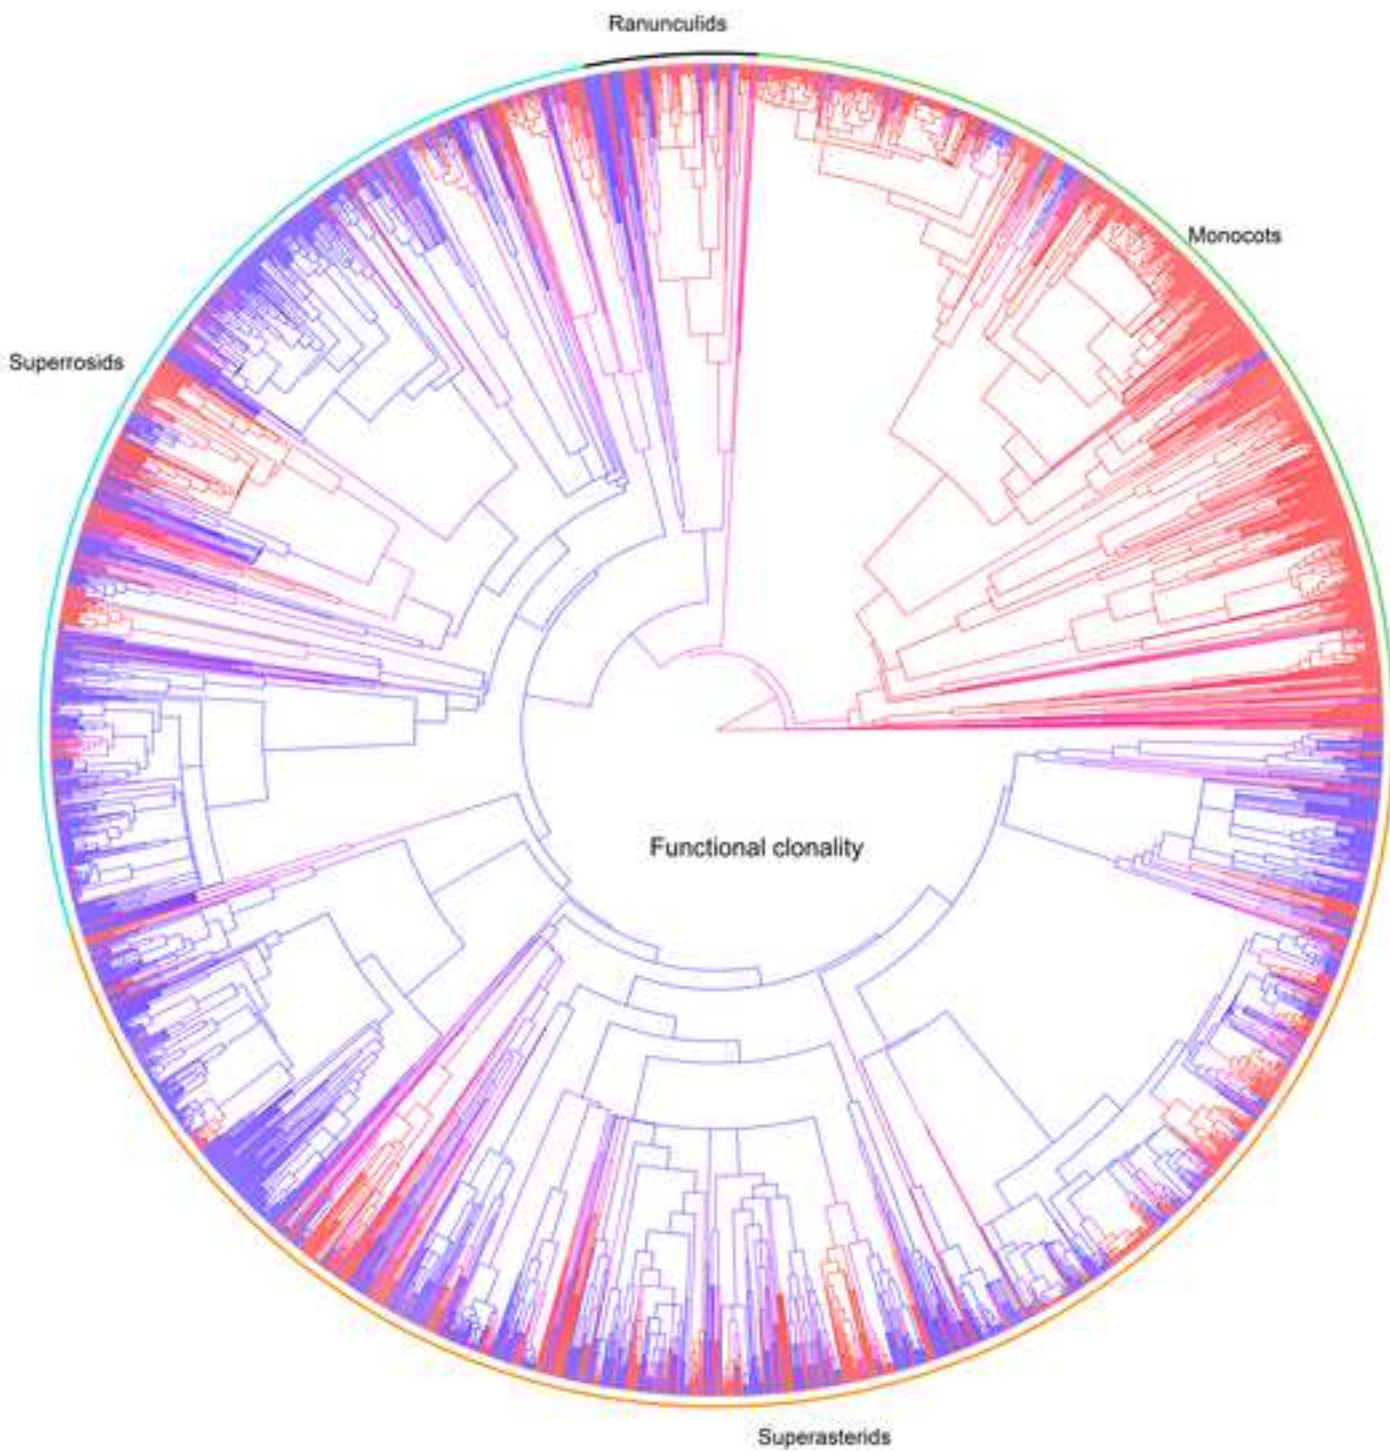 Ranunculids
Monocots
Superrosids
Functional clonality
Superasterids